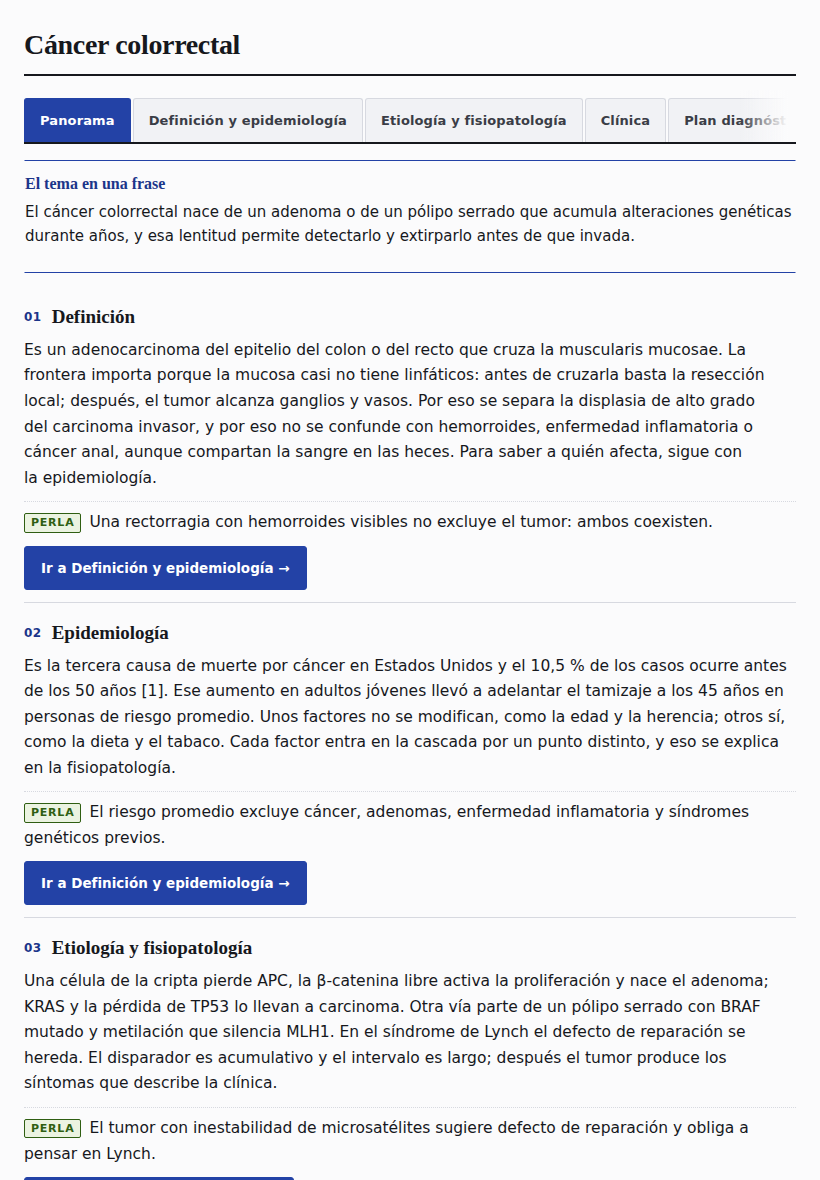 Cáncer colorrectal
Panorama
Definición y epidemiología
Etiología y fisiopatología
Clínica
Plan diagnóst
El tema en una frase
El cáncer colorrectal nace de un adenoma o de un pólipo serrado que acumula alteraciones genéticas
durante años, y esa lentitud permite detectarlo y extirparlo antes de que invada.
01 Definición
Es un adenocarcinoma del epitelio del colon o del recto que cruza la muscularis mucosae. La
frontera importa porque la mucosa casi no tiene linfáticos: antes de cruzarla basta la resección
local; después, el tumor alcanza ganglios y vasos. Por eso se separa la displasia de alto grado
del carcinoma invasor, y por eso no se confunde con hemorroides, enfermedad inflamatoria o
cáncer anal, aunque compartan la sangre en las heces. Para saber a quién afecta, sigue con
la epidemiología.
PERLA Una rectorragia con hemorroides visibles no excluye el tumor: ambos coexisten.
Ir a Definición y epidemiología →
02 Epidemiología
Es la tercera causa de muerte por cáncer en Estados Unidos y el 10,5 % de los casos ocurre antes
de los 50 años [1]. Ese aumento en adultos jóvenes llevó a adelantar el tamizaje a los 45 años en
personas de riesgo promedio. Unos factores no se modifican, como la edad y la herencia; otros sí,
como la dieta y el tabaco. Cada factor entra en la cascada por un punto distinto, y eso se explica
en la fisiopatología.
PERLA El riesgo promedio excluye cáncer, adenomas, enfermedad inflamatoria y síndromes
genéticos previos.
Ir a Definición y epidemiología →
03 Etiología y fisiopatología
Una célula de la cripta pierde APC, la β-catenina libre activa la proliferación y nace el adenoma;
KRAS y la pérdida de TP53 lo llevan a carcinoma. Otra vía parte de un pólipo serrado con BRAF
mutado y metilación que silencia MLH1. En el síndrome de Lynch el defecto de reparación se
hereda. El disparador es acumulativo y el intervalo es largo; después el tumor produce los
síntomas que describe la clínica.
PERLA El tumor con inestabilidad de microsatélites sugiere defecto de reparación y obliga a
pensar en Lynch.